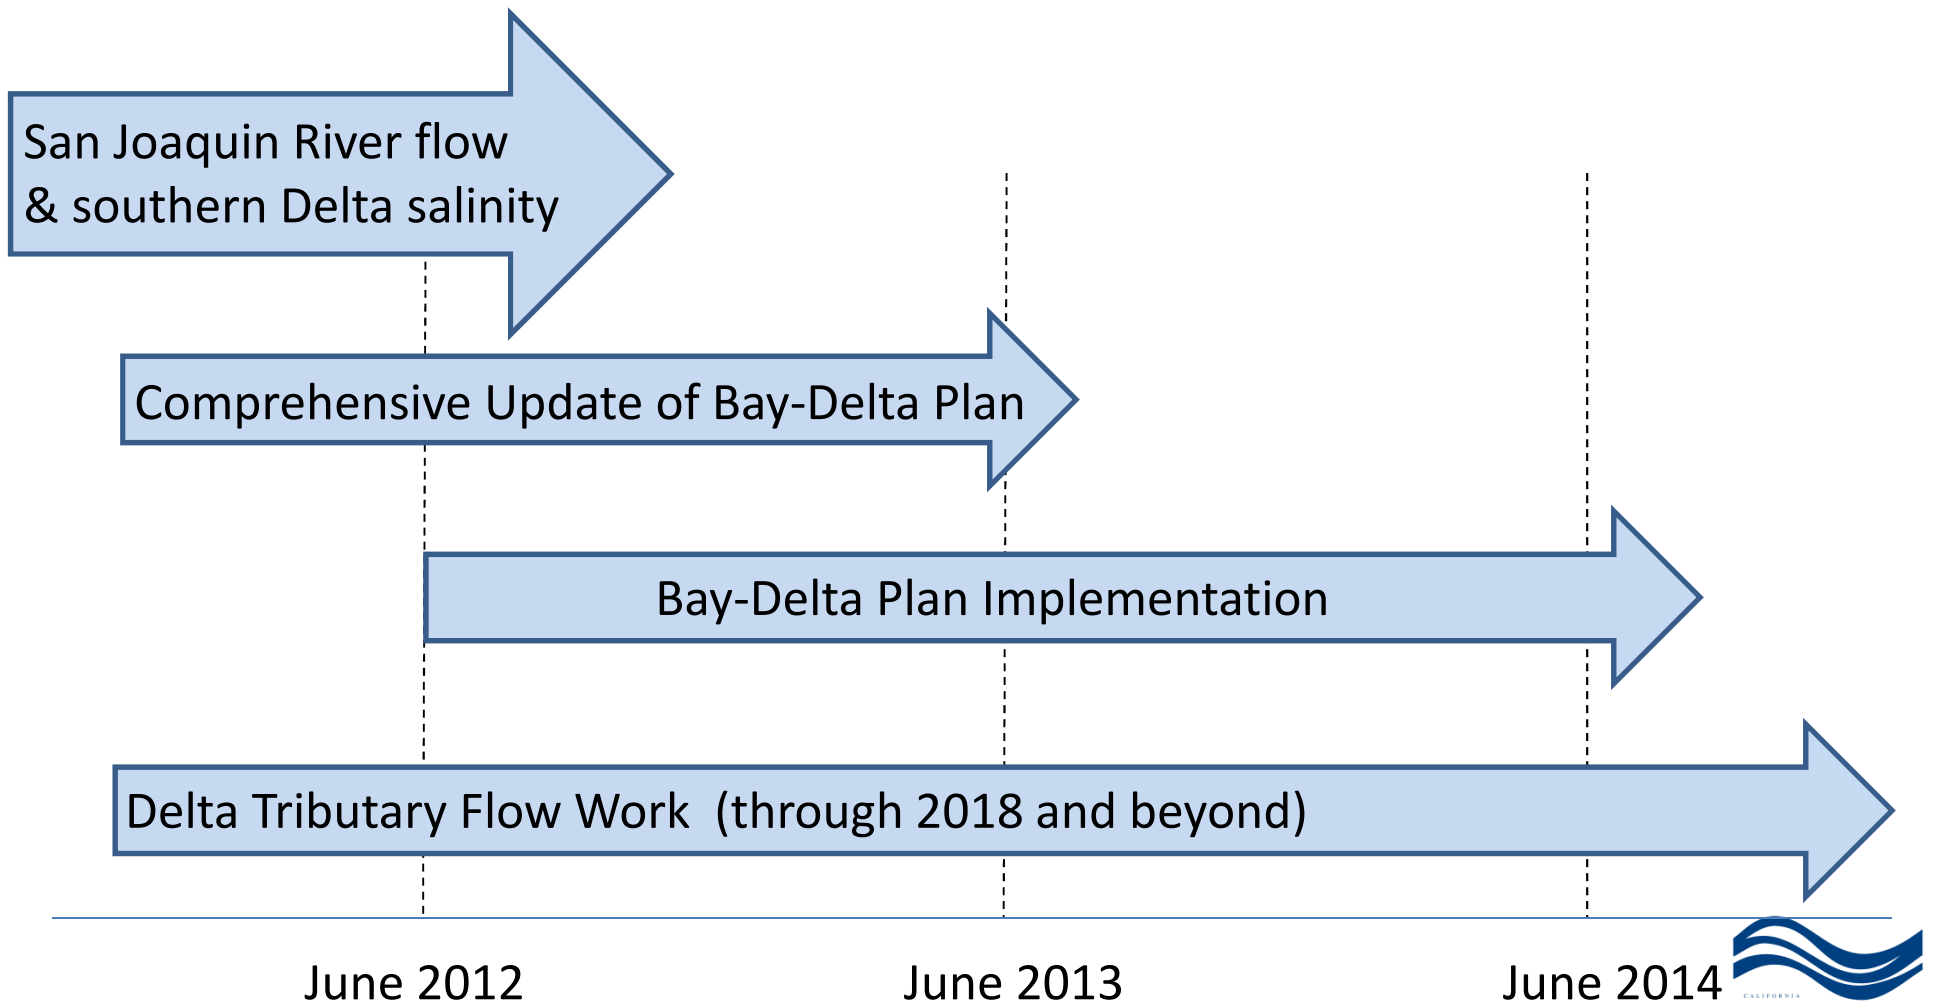 San Joaquin River flow
& southern Delta salinity
Comprehensive Update of Bay-Delta Plan
Bay-Delta Plan Implementation
Delta Tributary Flow Work  (through 2018 and beyond)
June 2012
June 2013
June 2014
CALIFORNIA